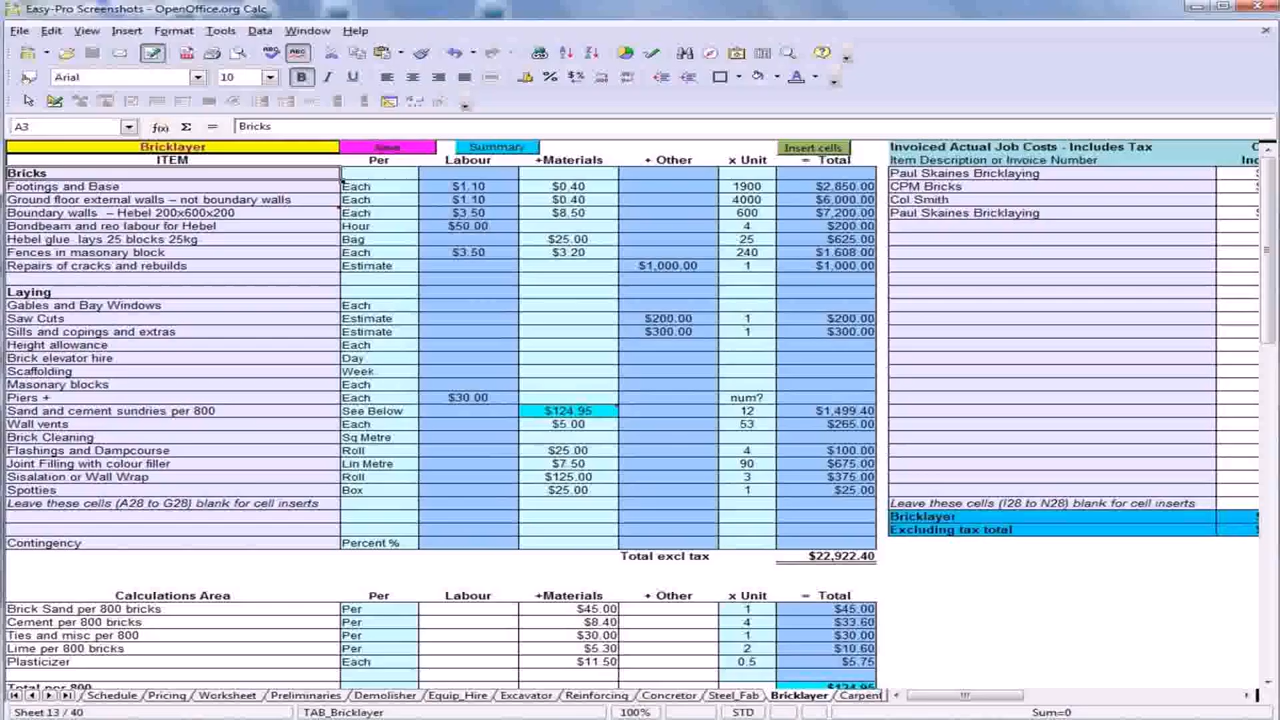 Easy-Pro Screenshots - OpenOffice.org Calc
File Edit View Insert Format Tools Data Window Help
Arial 10
A3 Bricks
Bricklayer Summary Insert cells Invoiced Actual Job Costs - Includes Tax
ITEM Per Labour +Materials + Other x Unit = Total Item Description or Invoice Number
Bricks Paul Skaines Bricklaying
Footings and Base Each $1.10 $0.40 1900 $2,850.00 CPM Bricks
Ground floor external walls – not boundary walls Each $1.10 $0.40 4000 $6,000.00 Col Smith
Boundary walls – Hebel 200x600x200 Each $3.50 $8.50 600 $7,200.00 Paul Skaines Bricklaying
Bondbeam and reo labour for Hebel Hour $50.00 4 $200.00
Hebel glue lays 25 blocks 25kg Bag $25.00 25 $625.00
Fences in masonary block Each $3.50 $3.20 240 $1,608.00
Repairs of cracks and rebuilds Estimate $1,000.00 1 $1,000.00
Laying
Gables and Bay Windows Each
Saw Cuts Estimate $200.00 1 $200.00
Sills and copings and extras Estimate $300.00 1 $300.00
Height allowance Each
Brick elevator hire Day
Scaffolding Week
Masonary blocks Each
Piers + Each $30.00 num?
Sand and cement sundries per 800 See Below $124.95 12 $1,499.40
Wall vents Each $5.00 53 $265.00
Brick Cleaning Sq Metre
Flashings and Dampcourse Roll $25.00 4 $100.00
Joint Filling with colour filler Lin Metre $7.50 90 $675.00
Sisalation or Wall Wrap Roll $125.00 3 $375.00
Spotties Box $25.00 1 $25.00
Leave these cells (A28 to G28) blank for cell inserts Leave these cells (I28 to N28) blank for cell inserts
Bricklayer
Excluding tax total
Contingency Percent %
Total excl tax $22,922.40
Calculations Area Per Labour +Materials + Other x Unit = Total
Brick Sand per 800 bricks Per $45.00 1 $45.00
Cement per 800 bricks Per $8.40 4 $33.60
Ties and misc per 800 Per $30.00 1 $30.00
Lime per 800 bricks Per $5.30 2 $10.60
Plasticizer Each $11.50 0.5 $5.75
Total per 800 $124.95
Schedule Pricing Worksheet Preliminaries Demolisher Equip_Hire Excavator Reinforcing Concretor Steel_Fab Bricklayer Carpent
Sheet 13 / 40 TAB_Bricklayer 100% STD Sum=0